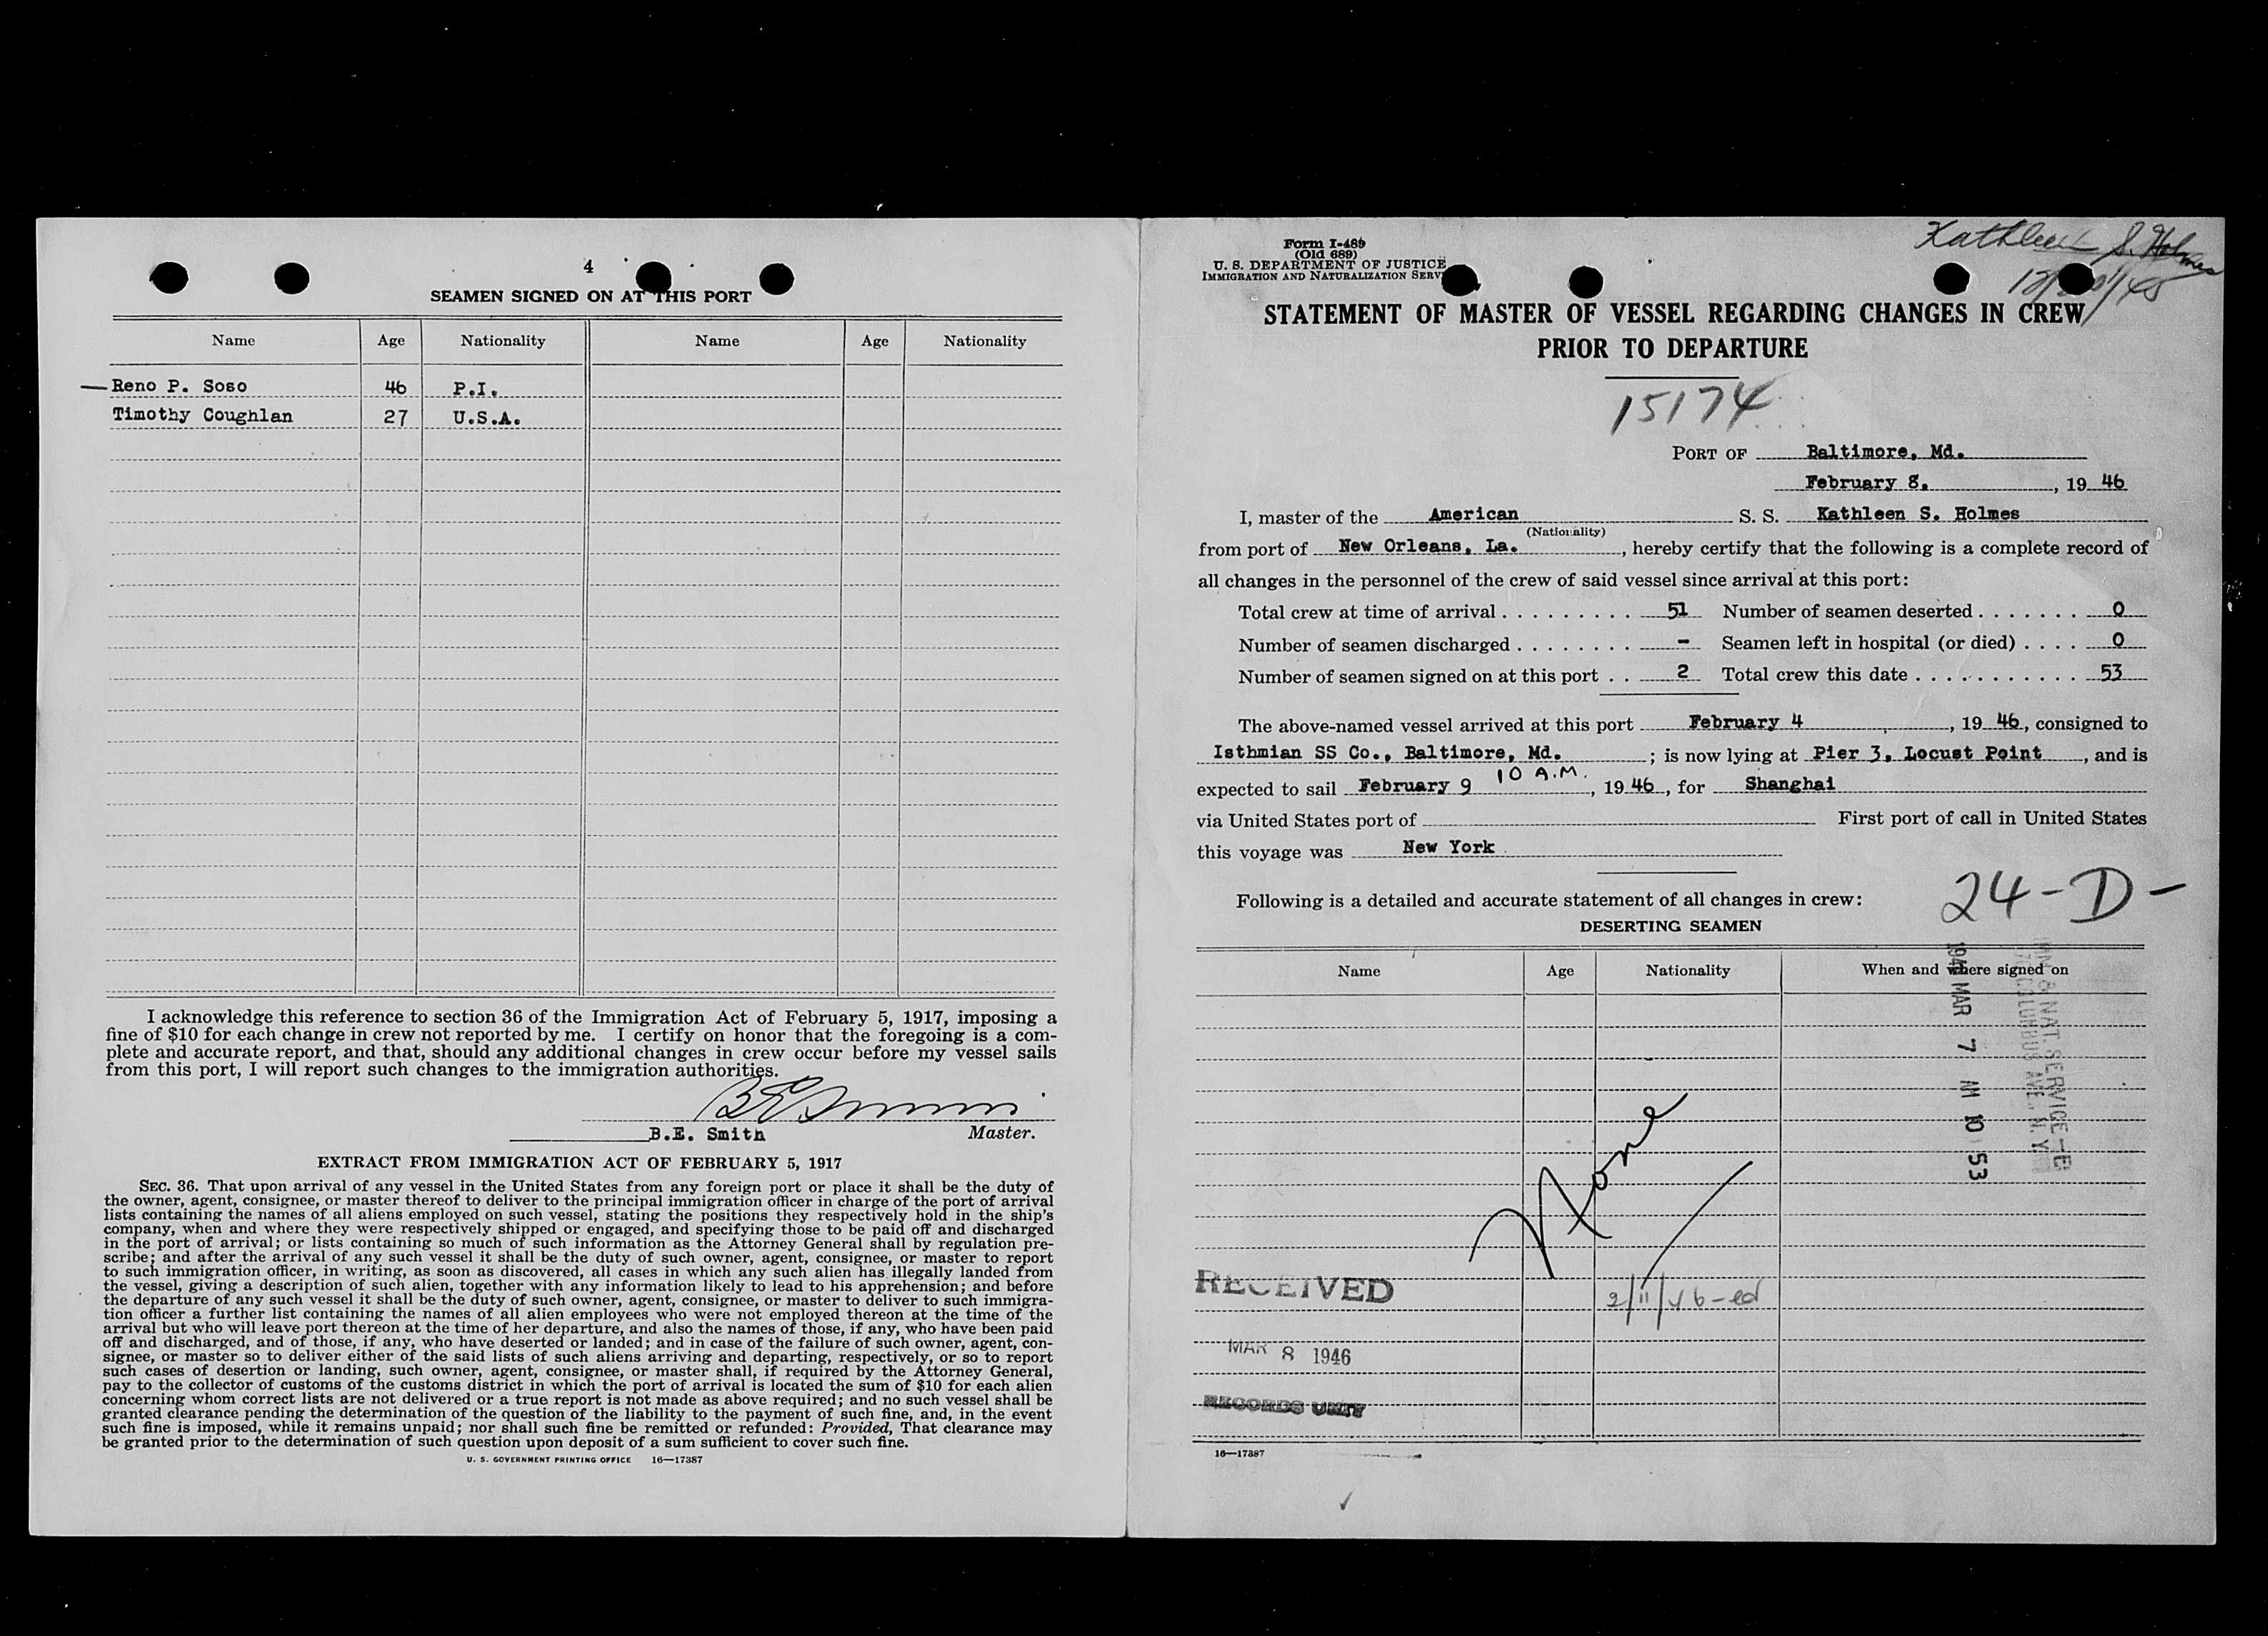 4
SEAMEN SIGNED ON AT THIS PORT
Name Age Nationality Name Age Nationality
Reno P. Soso 46 P.I.
Timothy Coughlan 27 U.S.A.
I acknowledge this reference to section 36 of the Immigration Act of February 5, 1917, imposing a
fine of $10 for each change in crew not reported by me. I certify on honor that the foregoing is a com-
plete and accurate report, and that, should any additional changes in crew occur before my vessel sails
from this port, I will report such changes to the immigration authorities.
B.E. Smith
B.E. Smith Master.
EXTRACT FROM IMMIGRATION ACT OF FEBRUARY 5, 1917
SEC. 36. That upon arrival of any vessel in the United States from any foreign port or place it shall be the duty of
the owner, agent, consignee, or master thereof to deliver to the principal immigration officer in charge of the port of arrival
lists containing the names of all aliens employed on such vessel, stating the positions they respectively hold in the ship's
company, when and where they were respectively shipped or engaged, and specifying those to be paid off and discharged
in the port of arrival; or lists containing so much of such information as the Attorney General shall by regulation pre-
scribe; and after the arrival of any such vessel it shall be the duty of such owner, agent, consignee, or master to report
to such immigration officer, in writing, as soon as discovered, all cases in which any such alien has illegally landed from
the vessel, giving a description of such alien, together with any information likely to lead to his apprehension; and before
the departure of any such vessel it shall be the duty of such owner, agent, consignee, or master to deliver to such immigra-
tion officer a further list containing the names of all alien employees who were not employed thereon at the time of the
arrival but who will leave port thereon at the time of her departure, and also the names of those, if any, who have been paid
off and discharged, and of those, if any, who have deserted or landed; and in case of the failure of such owner, agent, con-
signee, or master so to deliver either of the said lists of such aliens arriving and departing, respectively, or so to report
such cases of desertion or landing, such owner, agent, consignee, or master shall, if required by the Attorney General,
pay to the collector of customs of the customs district in which the port of arrival is located the sum of $10 for each alien
concerning whom correct lists are not delivered or a true report is not made as above required; and no such vessel shall be
granted clearance pending the determination of the question of the liability to the payment of such fine, and, in the event
such fine is imposed, while it remains unpaid; nor shall such fine be remitted or refunded: Provided, That clearance may
be granted prior to the determination of such question upon deposit of a sum sufficient to cover such fine.
U. S. GOVERNMENT PRINTING OFFICE 16—17387
Kathleen S. Holmes
Form I-489
(Old 689)
U. S. DEPARTMENT OF JUSTICE
IMMIGRATION AND NATURALIZATION SERV
STATEMENT OF MASTER OF VESSEL REGARDING CHANGES IN CREW
PRIOR TO DEPARTURE
15174
PORT OF Baltimore, Md.
February 8, , 19 46
I, master of the American S. S. Kathleen S. Holmes
(Nationality)
from port of New Orleans, La. , hereby certify that the following is a complete record of
all changes in the personnel of the crew of said vessel since arrival at this port:
Total crew at time of arrival . . . . . . . . . . 51 Number of seamen deserted . . . . . . . 0
Number of seamen discharged . . . . . . . . - Seamen left in hospital (or died) . . . . 0
Number of seamen signed on at this port . . 2 Total crew this date . . . . . . . . . . . . 53
The above-named vessel arrived at this port February 4 , 19 46, consigned to
Isthmian SS Co., Baltimore, Md. ; is now lying at Pier 3, Locust Point , and is
expected to sail February 9 10 A.M. , 19 46 , for Shanghai
via United States port of First port of call in United States
this voyage was New York
24-D-
Following is a detailed and accurate statement of all changes in crew:
DESERTING SEAMEN
Name Age Nationality When and where signed on
IMM. & NAT. SERVICE
70 COLUMBUS AVE. N.Y.
1946 MAR 7 AM 10 53
None
RECEIVED
2/11/46-ed
MAR 8 1946
RECORDS UNIT
16—17387